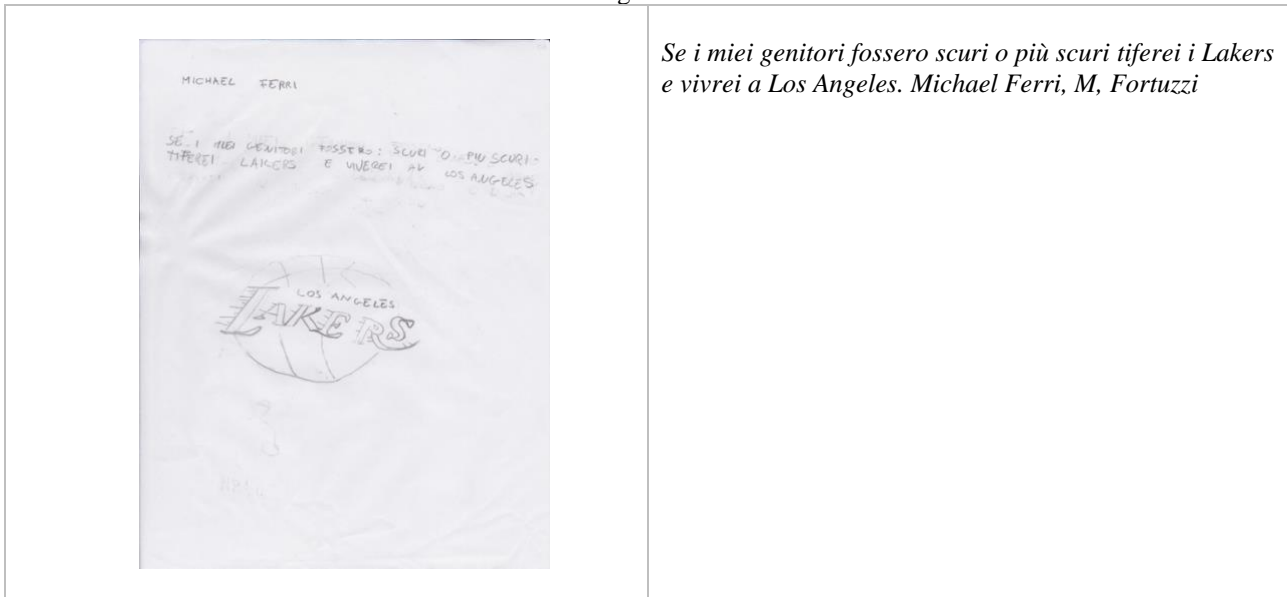 MICHAEL FERRI
SE I MIEI GENITORI FOSSERO: SCURI O PIU SCURI -
TIFEREI LAKERS E VIVEREI LOS ANGELES
LOS ANGELES
LAKERS
Se i miei genitori fossero scuri o più scuri tiferei i Lakers
e vivrei a Los Angeles. Michael Ferri, M, Fortuzzi